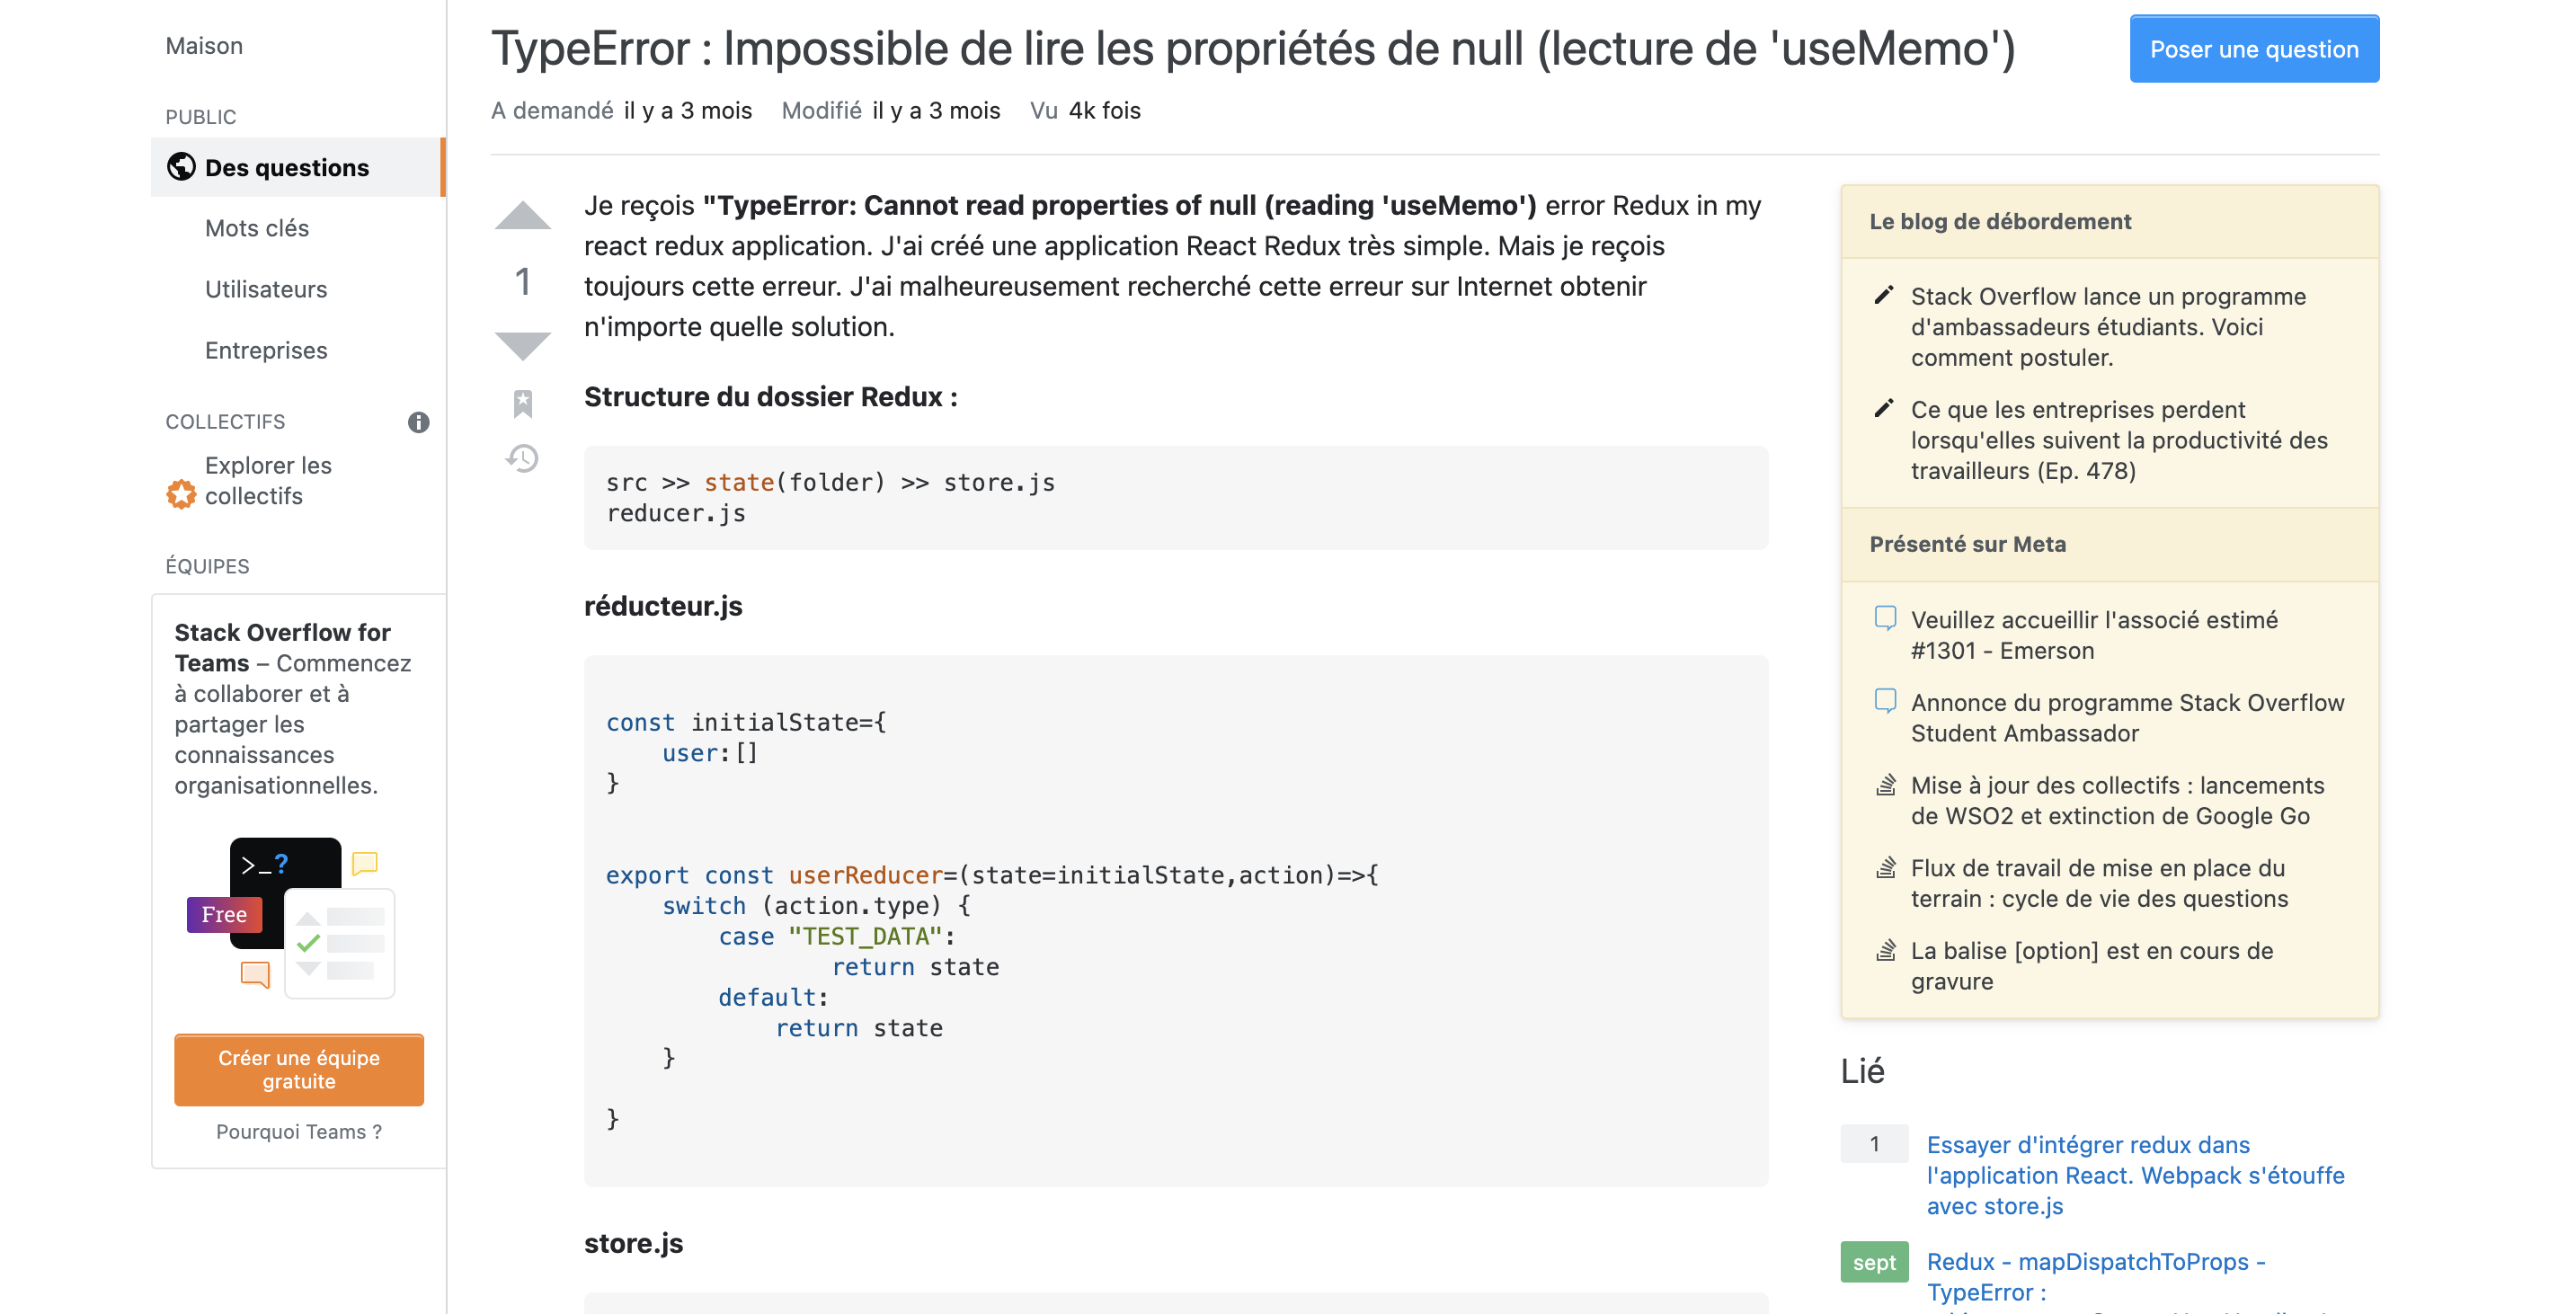 Maison
PUBLIC
Des questions
Mots clés
Utilisateurs
Entreprises
COLLECTIFS
Explorer les
collectifs
ÉQUIPES
Stack Overflow for
Teams – Commencez
à collaborer et à
partager les
connaissances
organisationnelles.
>_?
Free
Créer une équipe
gratuite
Pourquoi Teams ?
TypeError : Impossible de lire les propriétés de null (lecture de 'useMemo')
Poser une question
A demandé il y a 3 mois Modifié il y a 3 mois Vu 4k fois
1
Je reçois "TypeError: Cannot read properties of null (reading 'useMemo') error Redux in my
react redux application. J'ai créé une application React Redux très simple. Mais je reçois
toujours cette erreur. J'ai malheureusement recherché cette erreur sur Internet obtenir
n'importe quelle solution.
Structure du dossier Redux :
src >> state(folder) >> store.js
reducer.js
réducteur.js
const initialState={
    user:[]
}
export const userReducer=(state=initialState,action)=>{
    switch (action.type) {
        case "TEST_DATA":
                return state
        default:
            return state
    }
}
store.js
Le blog de débordement
Stack Overflow lance un programme
d'ambassadeurs étudiants. Voici
comment postuler.
Ce que les entreprises perdent
lorsqu'elles suivent la productivité des
travailleurs (Ep. 478)
Présenté sur Meta
Veuillez accueillir l'associé estimé
#1301 - Emerson
Annonce du programme Stack Overflow
Student Ambassador
Mise à jour des collectifs : lancements
de WSO2 et extinction de Google Go
Flux de travail de mise en place du
terrain : cycle de vie des questions
La balise [option] est en cours de
gravure
Lié
1
Essayer d'intégrer redux dans
l'application React. Webpack s'étouffe
avec store.js
sept
Redux - mapDispatchToProps -
TypeError :